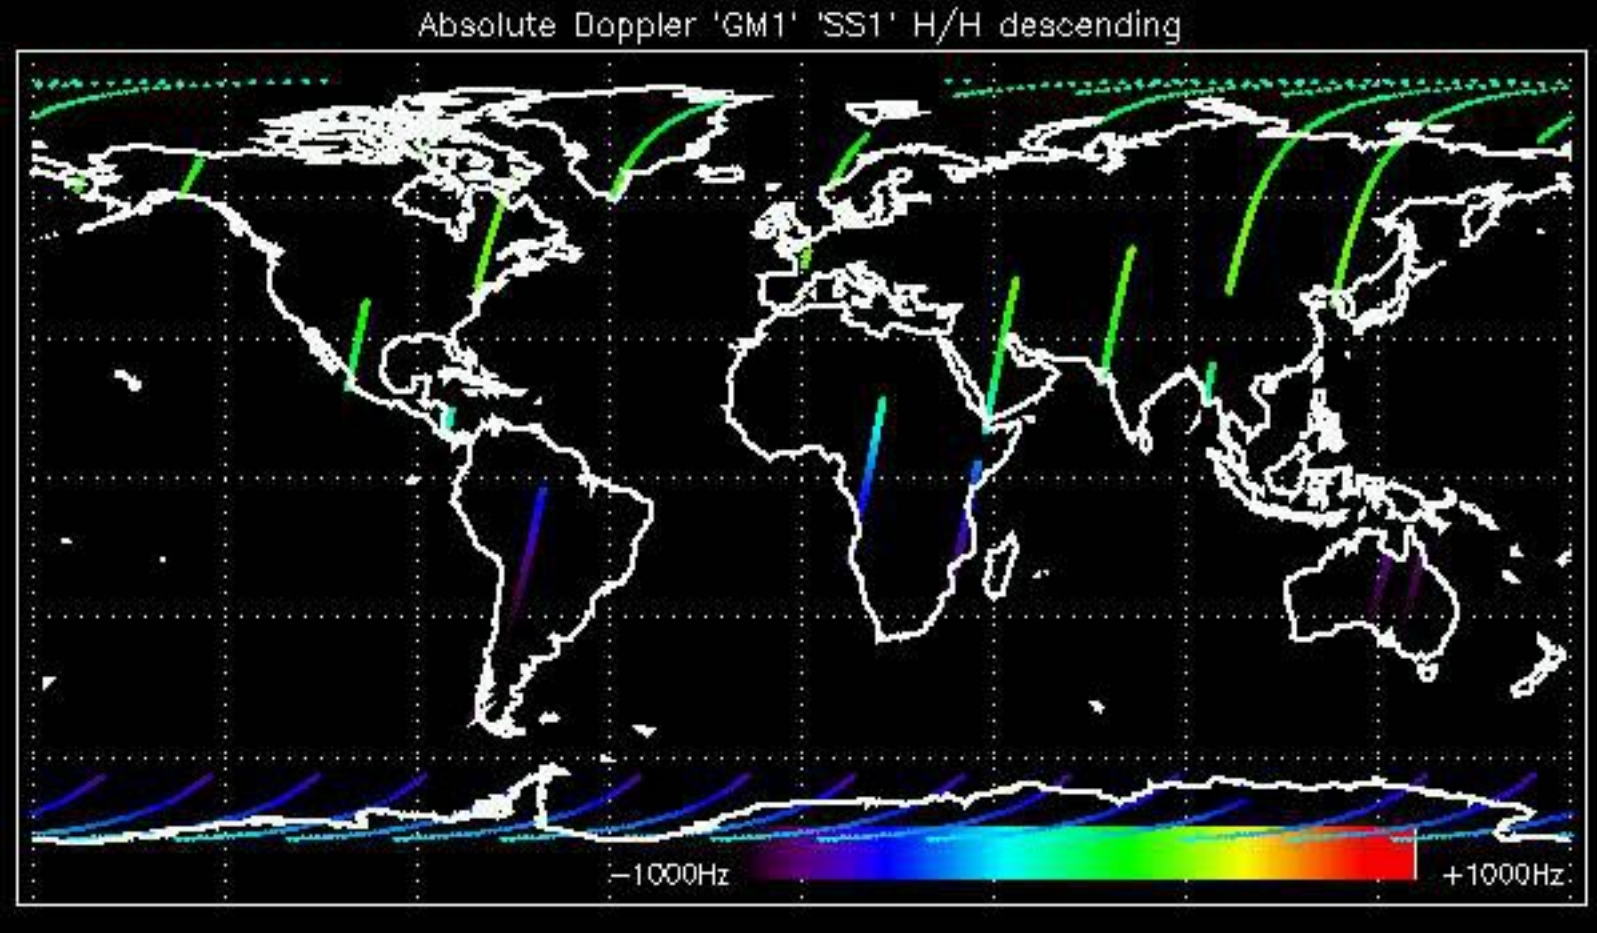 Absolute Doppler 'GM1' 'SS1' H/H descending
−1000Hz
+1000Hz